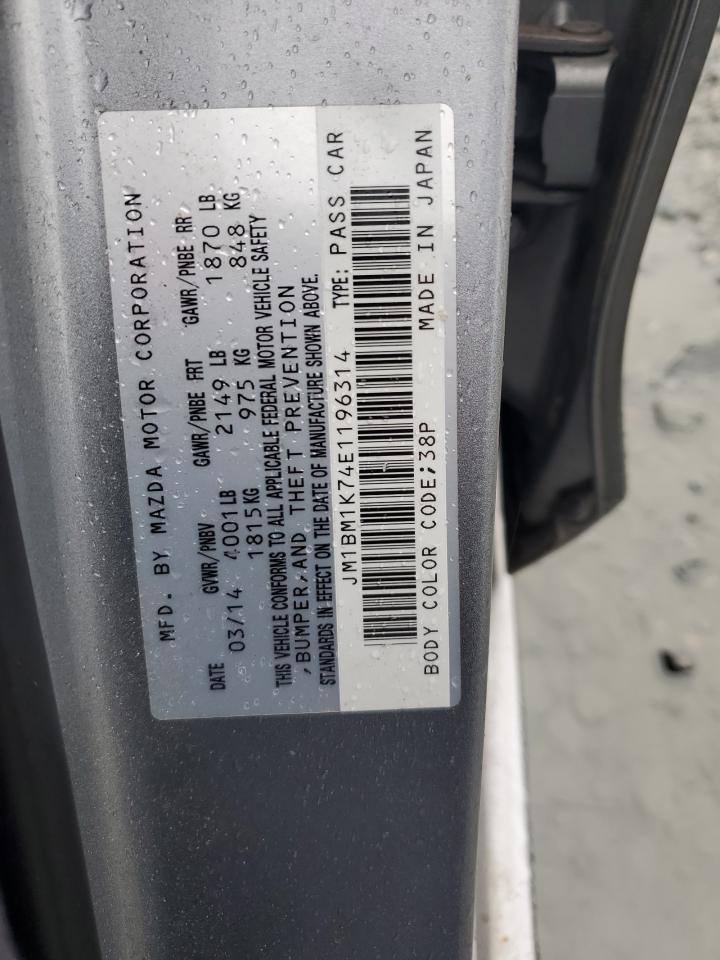 MFD. BY MAZDA MOTOR CORPORATION
GVWR/PNBV GAWR/PNBE FRT GAWR/PNBE RR
DATE
03/14 4001LB 2149 LB 1870 LB
1815KG 975 KG 848 KG
THIS VEHICLE CONFORMS TO ALL APPLICABLE FEDERAL MOTOR VEHICLE SAFETY
,BUMPER,AND THEFT PREVENTION
STANDARDS IN EFFECT ON THE DATE OF MANUFACTURE SHOWN ABOVE.
JM1BM1K74E1196314 TYPE: PASS CAR
BODY COLOR CODE;38P MADE IN JAPAN